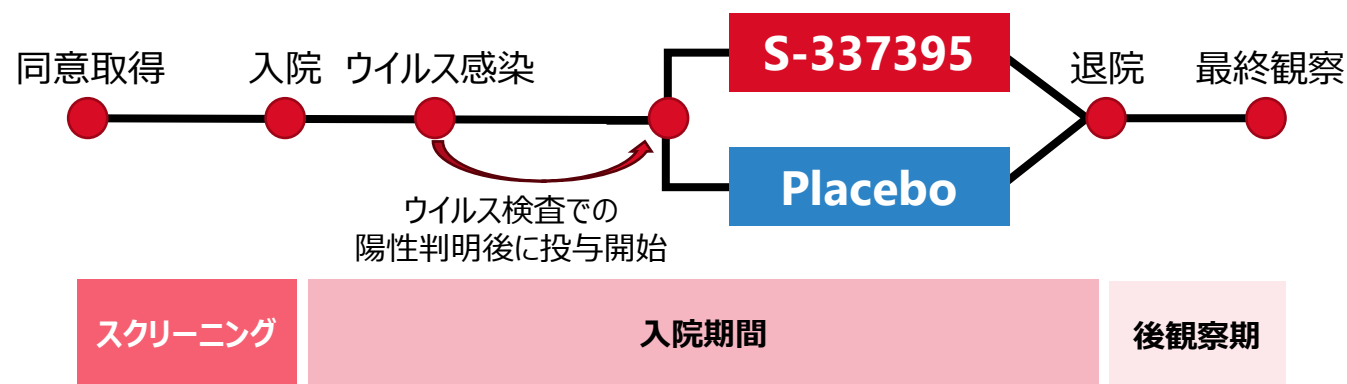 S-337395
同意取得
入院
ウイルス感染
退院
最終観察
Placebo
ウイルス検査での
陽性判明後に投与開始
スクリーニング
入院期間
後観察期